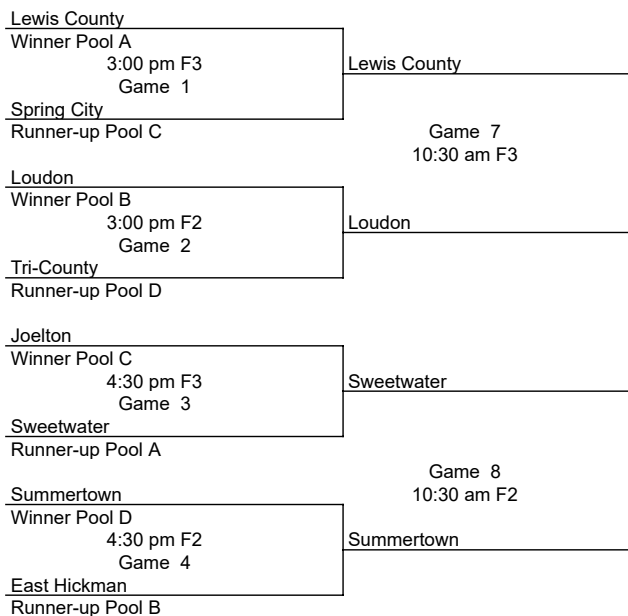 Lewis County
Winner Pool A
3:00 pm F3
Lewis County
Game 1
Spring City
Runner-up Pool C
Game 7
10:30 am F3
Loudon
Winner Pool B
3:00 pm F2
Loudon
Game 2
Tri-County
Runner-up Pool D
Joelton
Winner Pool C
4:30 pm F3
Sweetwater
Game 3
Sweetwater
Runner-up Pool A
Game 8
10:30 am F2
Summertown
Winner Pool D
4:30 pm F2
Summertown
Game 4
East Hickman
Runner-up Pool B